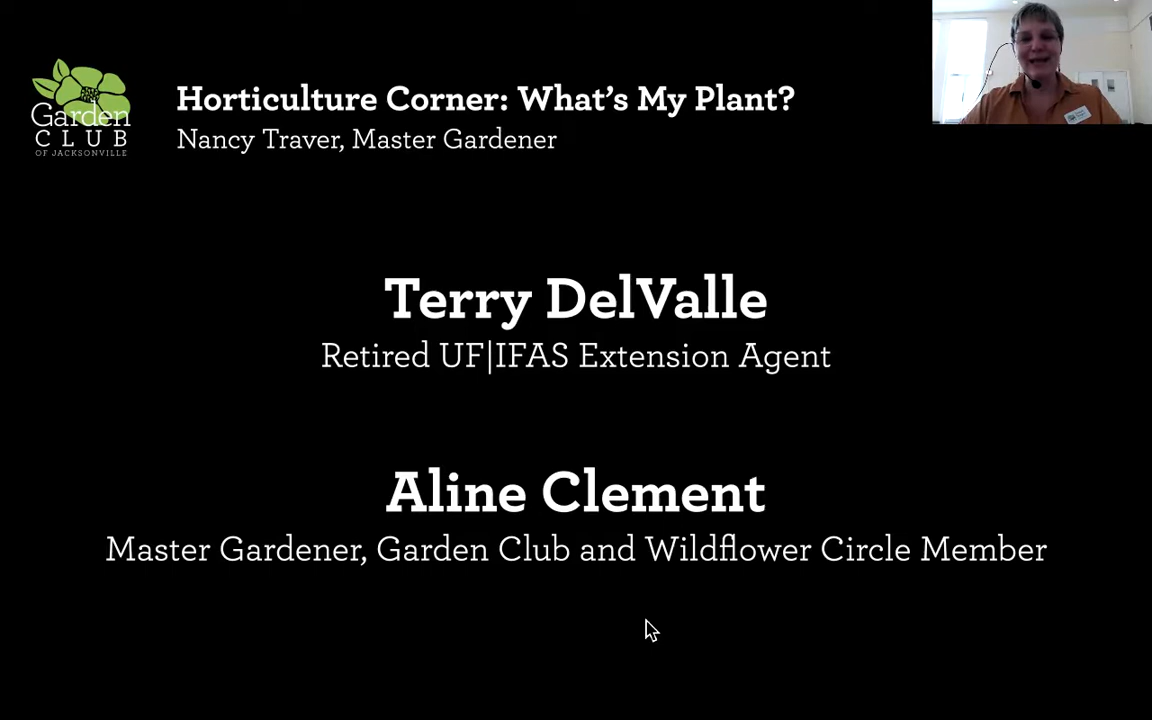 Garden
CLUB
OF JACKSONVILLE
Horticulture Corner: What's My Plant?
Nancy Traver, Master Gardener
Terry DelValle
Retired UF|IFAS Extension Agent
Aline Clement
Master Gardener, Garden Club and Wildflower Circle Member